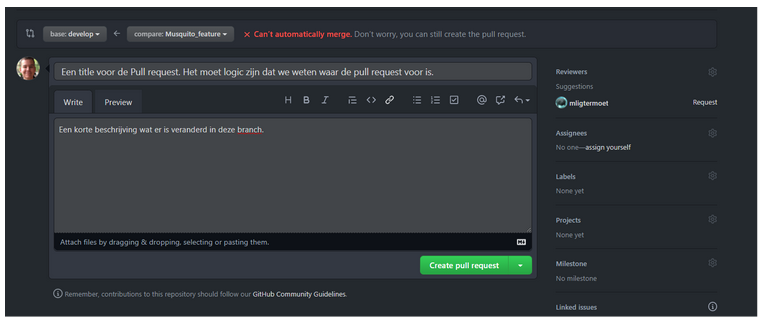 base: develop
compare: Musquito_feature
Can't automatically merge. Don't worry, you can still create the pull request.
Een title voor de Pull request. Het moet logic zijn dat we weten waar de pull request voor is.
Write
Preview
Een korte beschrijving wat er is veranderd in deze branch.
Attach files by dragging & dropping, selecting or pasting them.
Create pull request
Remember, contributions to this repository should follow our GitHub Community Guidelines.
Reviewers
Suggestions
mligtermoet
Request
Assignees
No one—assign yourself
Labels
None yet
Projects
None yet
Milestone
No milestone
Linked issues